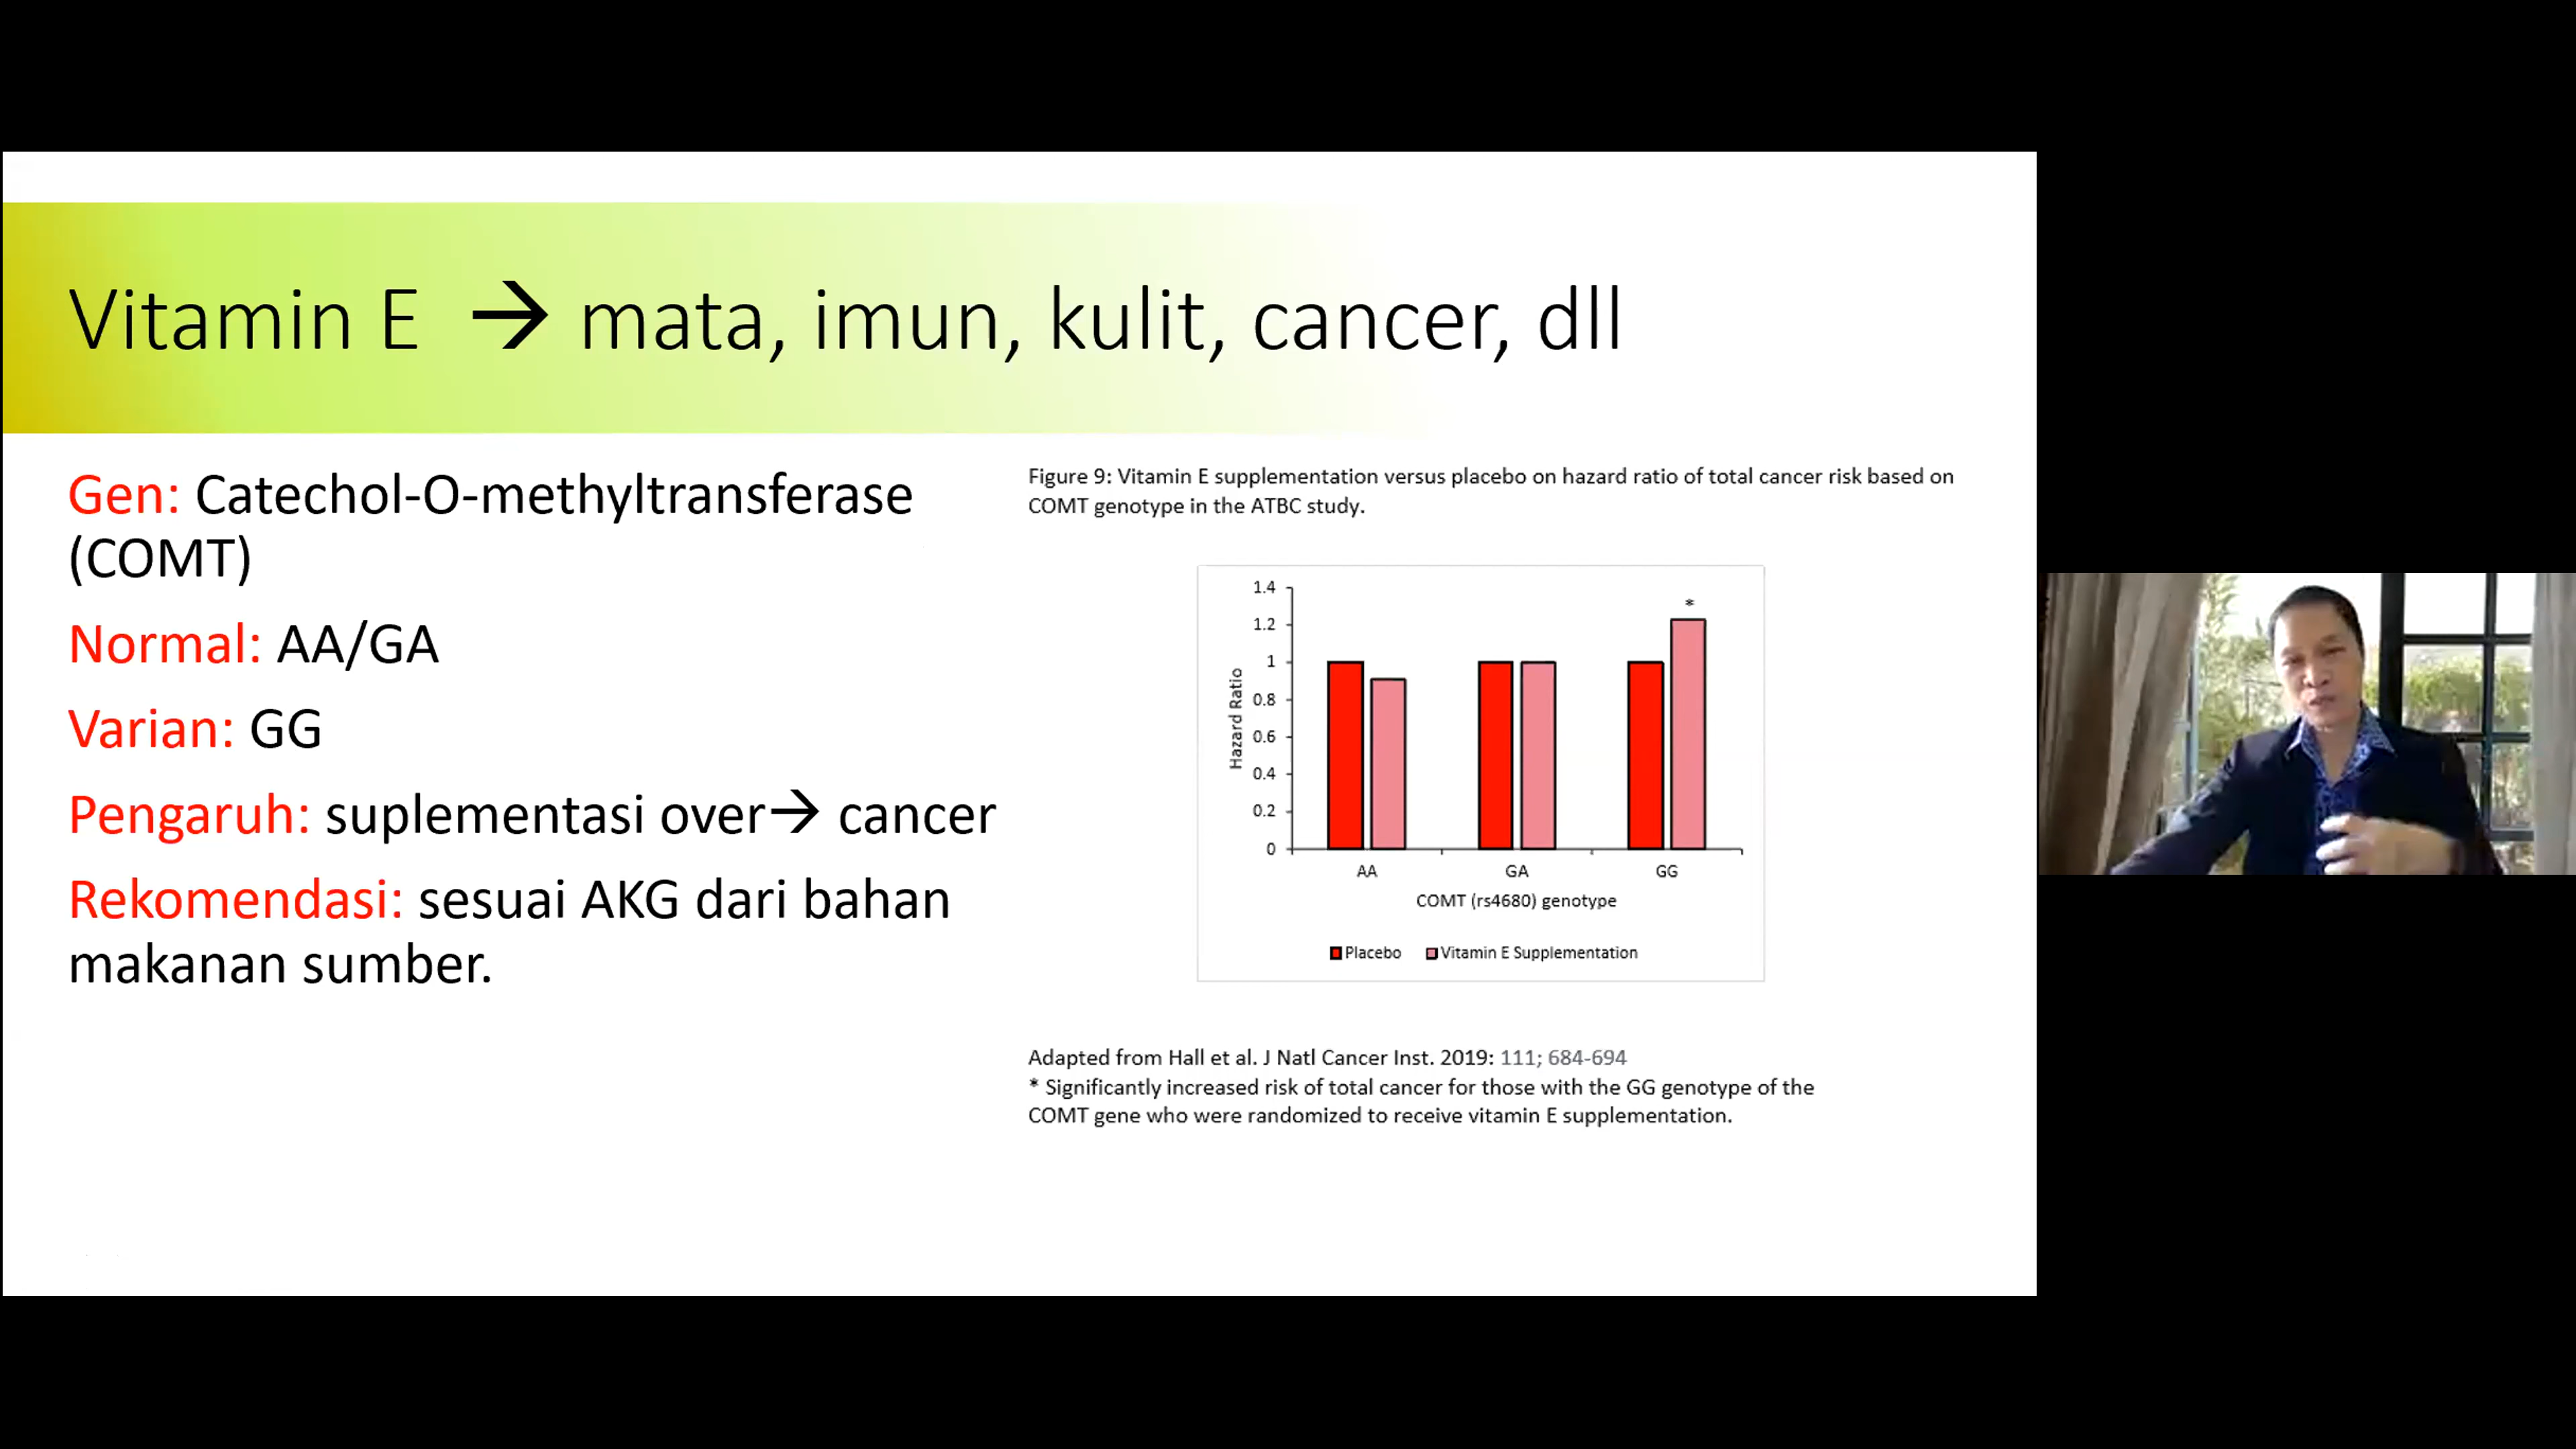 Vitamin E → mata, imun, kulit, cancer, dll
Gen: Catechol-O-methyltransferase
(COMT)
Normal: AA/GA
Varian: GG
Pengaruh: suplementasi over→ cancer
Rekomendasi: sesuai AKG dari bahan
makanan sumber.
Figure 9: Vitamin E supplementation versus placebo on hazard ratio of total cancer risk based on
COMT genotype in the ATBC study.
1.4
1.2
1
0.8
0.6
0.4
0.2
0
Hazard Ratio
*
AA GA GG
COMT (rs4680) genotype
Placebo Vitamin E Supplementation
Adapted from Hall et al. J Natl Cancer Inst. 2019: 111; 684-694
* Significantly increased risk of total cancer for those with the GG genotype of the
COMT gene who were randomized to receive vitamin E supplementation.